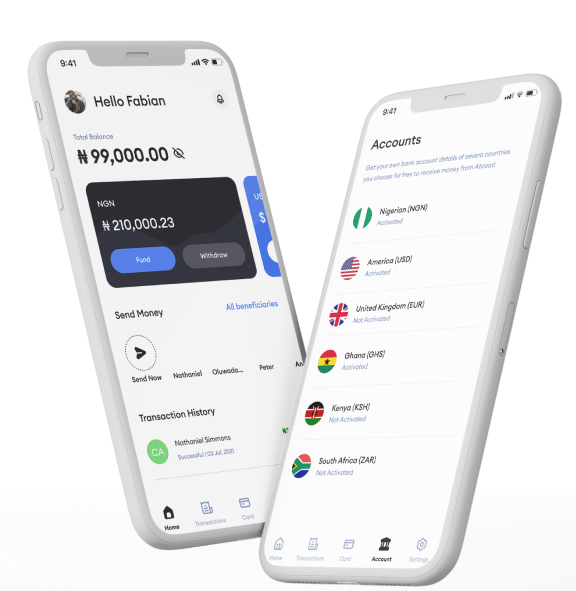 9:41
Hello Fabian
Total Balance
₦ 99,000.00
NGN
₦ 210,000.23
Fund
Withdraw
US
$
Send Money
All beneficiaries
Send Now
Nathaniel
Oluwada...
Peter
An
Transaction History
CA
Nathaniel Simmons
Successful | 03 Jul, 2021
Home
Transactions
Card
9:41
Accounts
Get your own bank account details of severa countries
you choose for free to receive money from Abroad
Nigerian (NGN)
Activated
America (USD)
Activated
United Kingdom (EUR)
Not Activated
Ghana (GHS)
Activated
Kenya (KSH)
Not Activated
South Africa (ZAR)
Not Activated
Home
Transactions
Card
Account
Settings